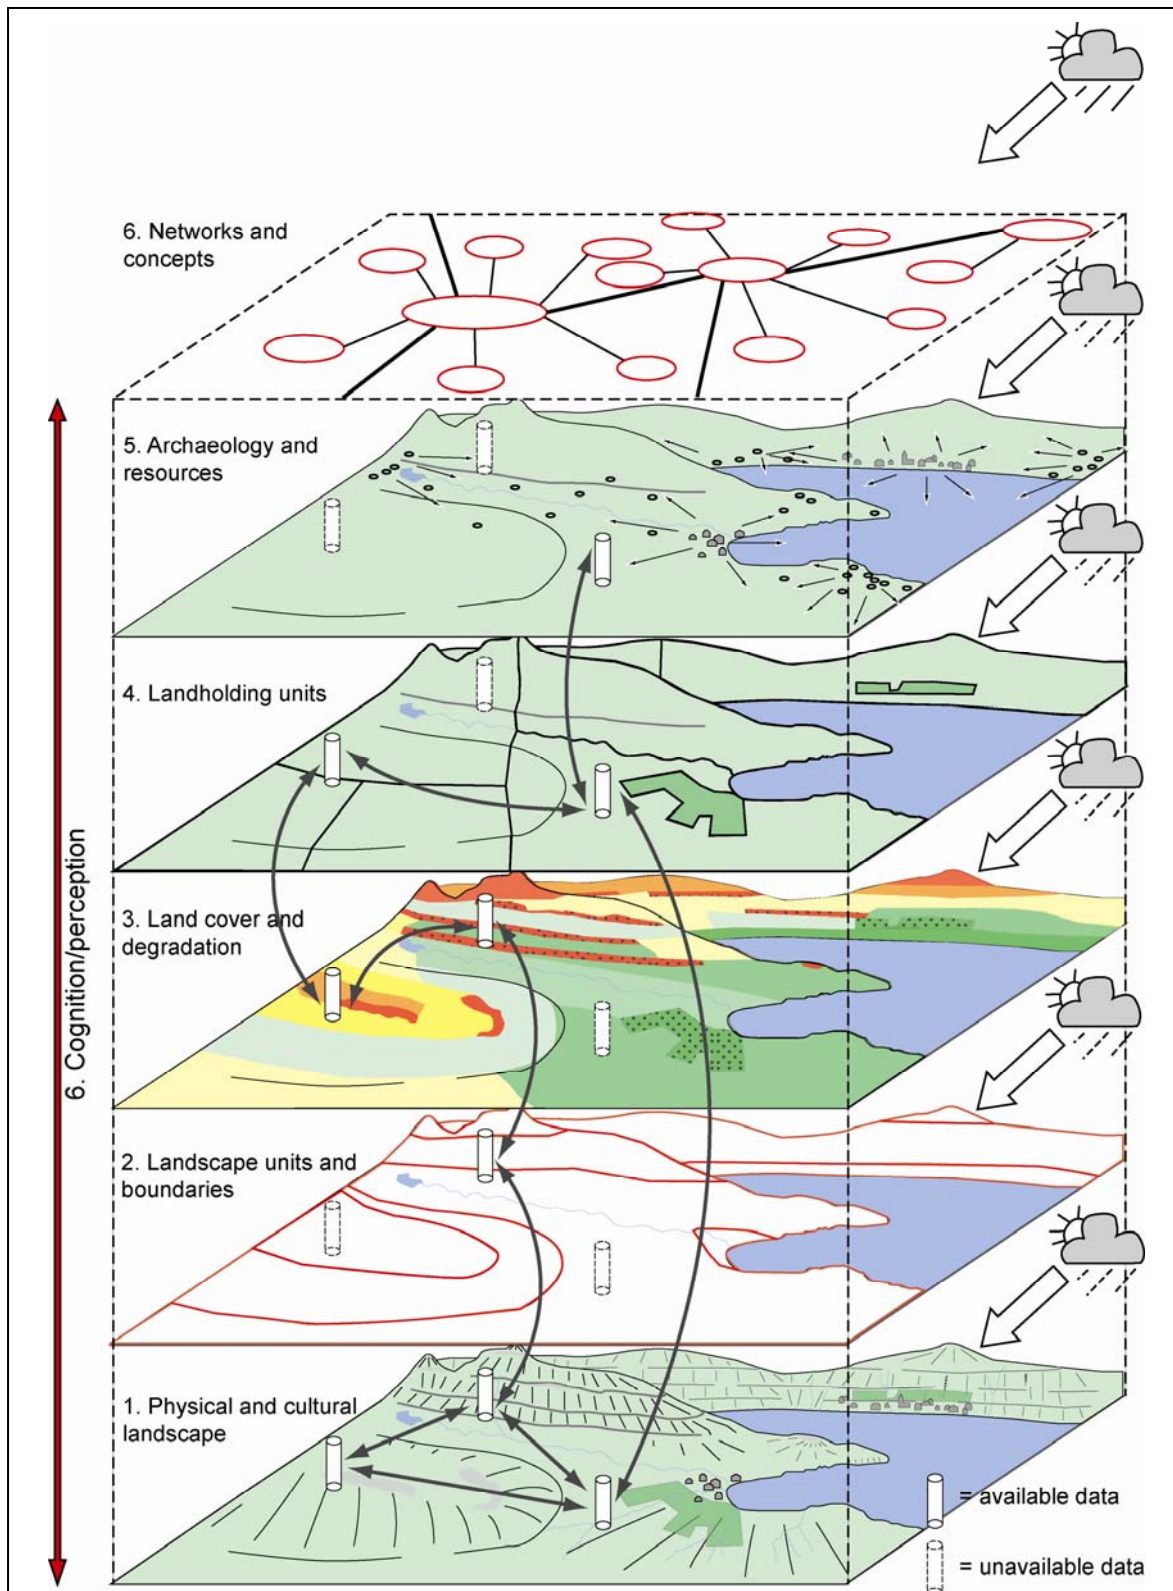 6. Networks and
concepts
5. Archaeology and
resources
4. Landholding units
3. Land cover and
degradation
6. Cognition/perception
2. Landscape units and
boundaries
1. Physical and cultural
landscape
= available data
= unavailable data